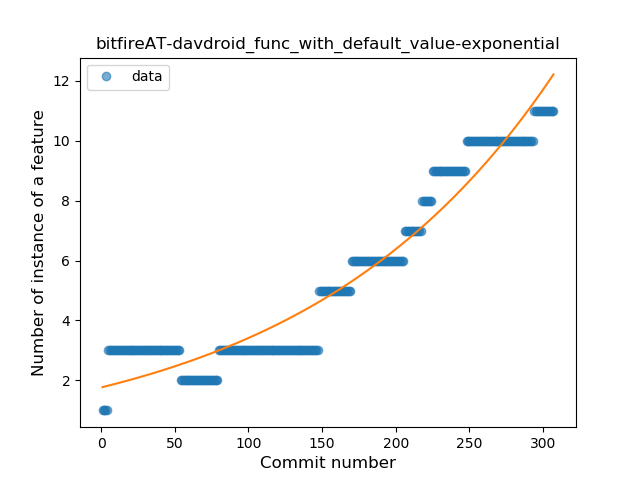 bitfireAT-davdroid_func_with_default_value-exponential
data
Number of instance of a feature
12
10
8
6
4
2
0 50 100 150 200 250 300
Commit number